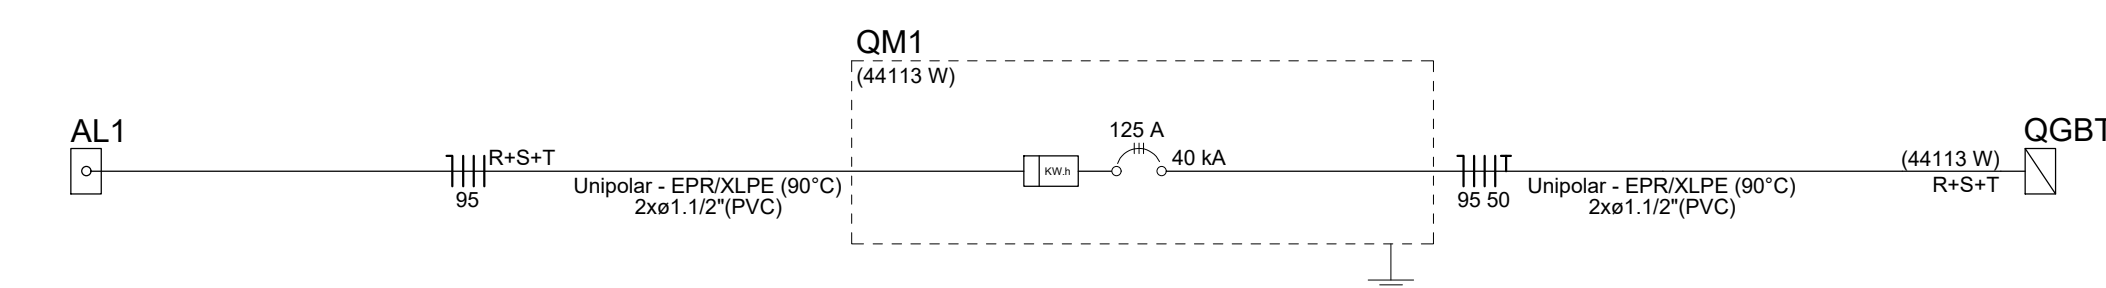 QM1
(44113 W)
AL1
125 A
QGBT
R+S+T
KW.h
40 kA
(44113 W)
Unipolar - EPR/XLPE (90°C)
95
2xø1.1/2"(PVC)
T
Unipolar - EPR/XLPE (90°C)
95 50
2xø1.1/2"(PVC)
R+S+T